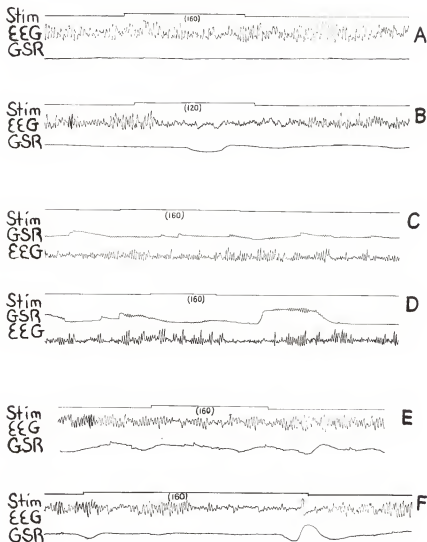 Stim
(160)
EEG
A
GSR
Stim
(120)
B
EEG
GSR
Stim
(160)
C
GSR
EEG
Stim
(160)
D
GSR
EEG
Stim
(160)
E
EEG
GSR
Stim
(160)
F
EEG
GSR